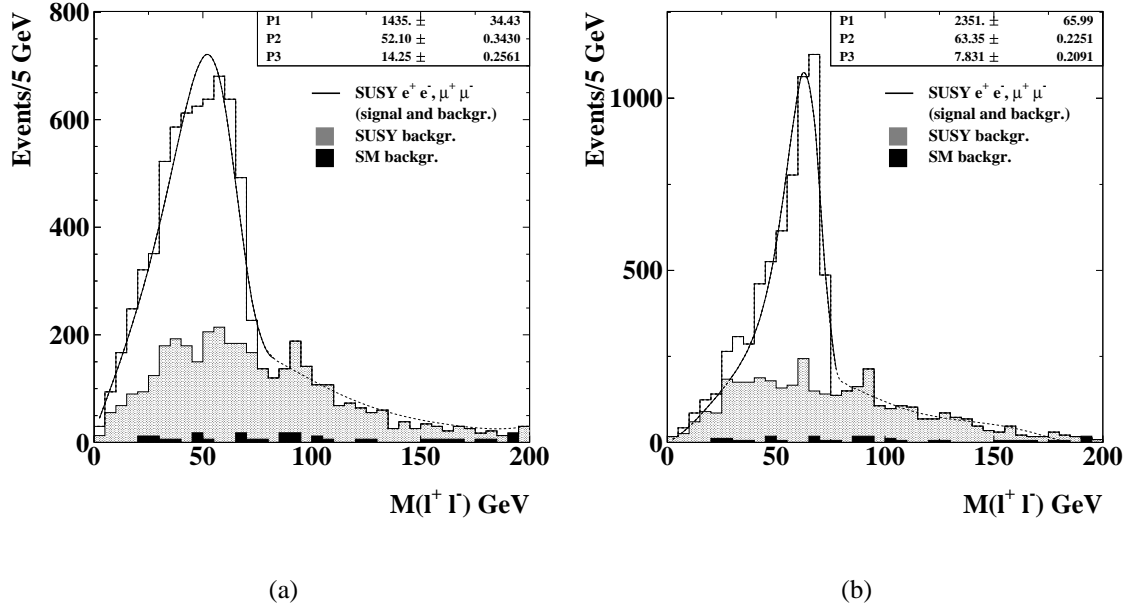 P1 1435. ± 34.43
P2 52.10 ± 0.3430
P3 14.25 ± 0.2561
SUSY e+ e-, μ+ μ-
(signal and backgr.)
SUSY backgr.
SM backgr.
Events/5 GeV
800
600
400
200
0
0 50 100 150 200
M(l+ l-) GeV
(a)
P1 2351. ± 65.99
P2 63.35 ± 0.2251
P3 7.831 ± 0.2091
SUSY e+ e-, μ+ μ-
(signal and backgr.)
SUSY backgr.
SM backgr.
Events/5 GeV
1000
500
0
0 50 100 150 200
M(l+ l-) GeV
(b)